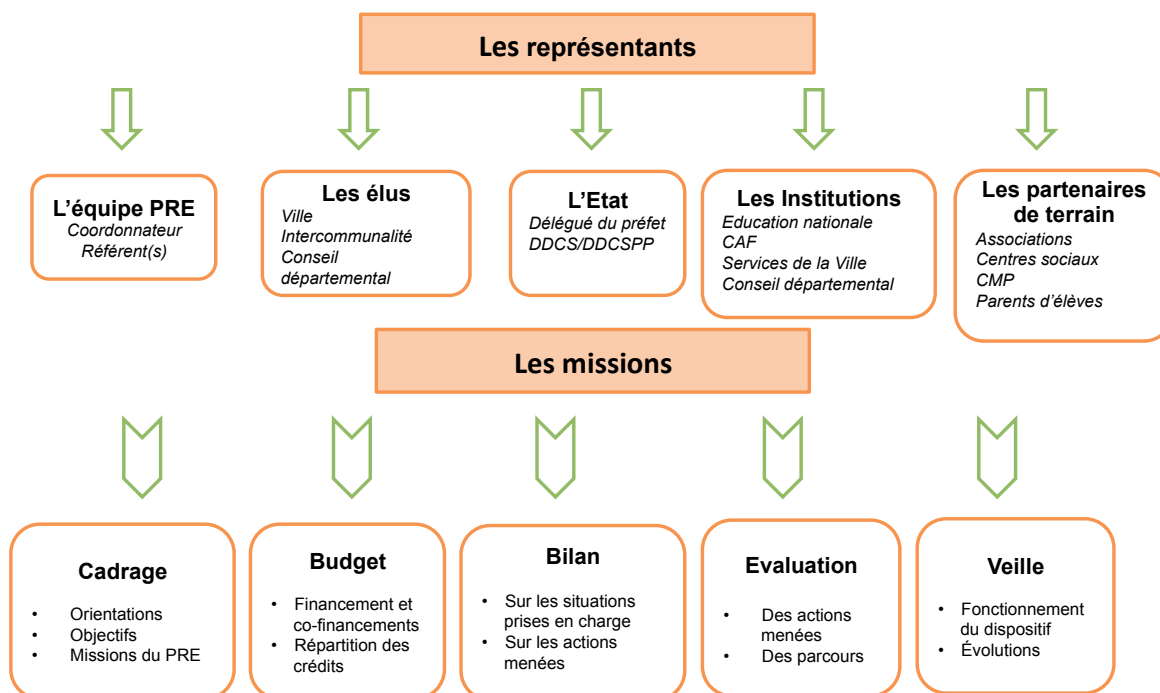 Les représentants
L'équipe PRE
Coordonnateur
Référent(s)
Les élus
Ville
Intercommunalité
Conseil
départemental
L'Etat
Délégué du préfet
DDCS/DDCSPP
Les Institutions
Education nationale
CAF
Services de la Ville
Conseil départemental
Les partenaires
de terrain
Associations
Centres sociaux
CMP
Parents d'élèves
Les missions
Cadrage
• Orientations
• Objectifs
• Missions du PRE
Budget
• Financement et
co-financements
• Répartition des
crédits
Bilan
• Sur les situations
prises en charge
• Sur les actions
menées
Evaluation
• Des actions
menées
• Des parcours
Veille
• Fonctionnement
du dispositif
• Évolutions